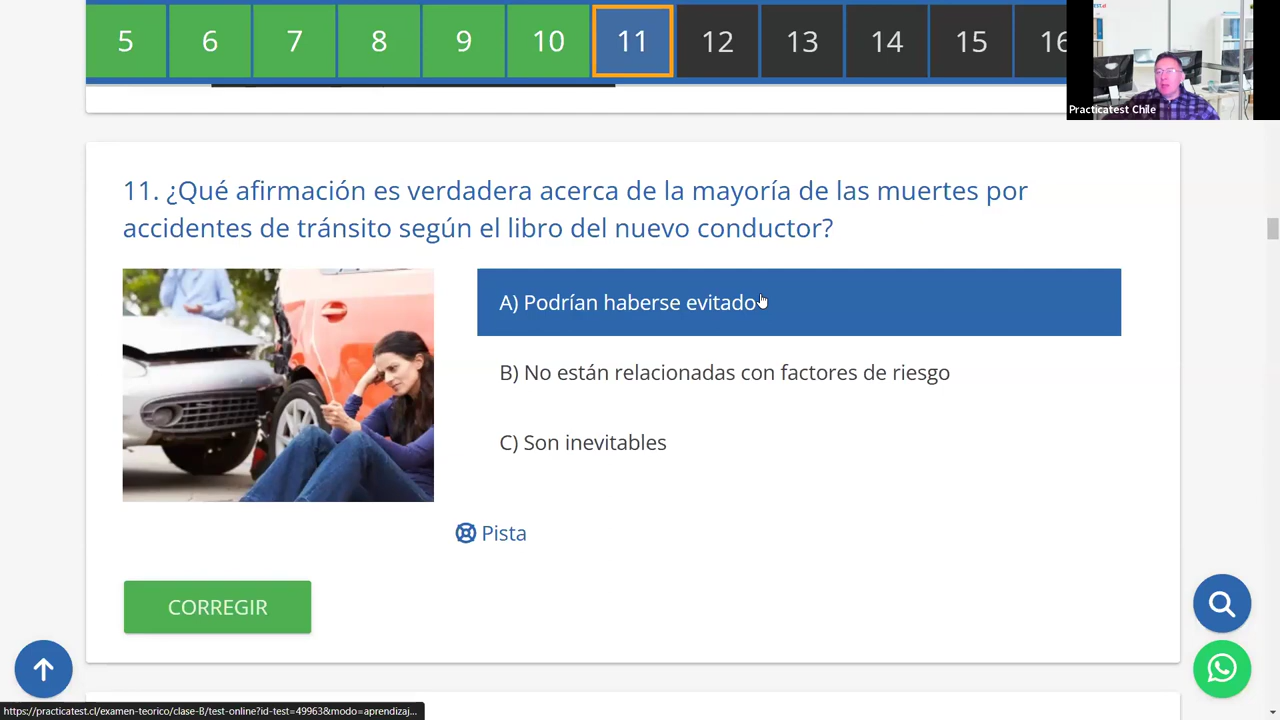 5 6 7 8 9 10 11 12 13 14 15 16
Practicatest Chile
11. ¿Qué afirmación es verdadera acerca de la mayoría de las muertes por
accidentes de tránsito según el libro del nuevo conductor?
A) Podrían haberse evitado
B) No están relacionadas con factores de riesgo
C) Son inevitables
Pista
CORREGIR
https://practicatest.cl/examen-teorico/clase-B/test-online?id-test=49963&modo=aprendizaj...